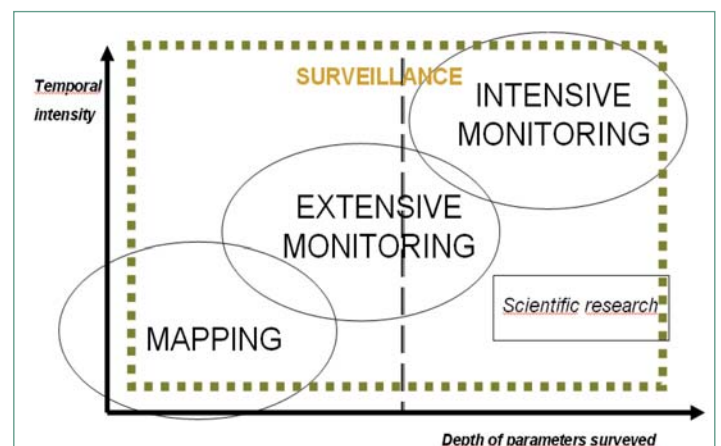 Temporal
intensity
SURVEILLANCE
INTENSIVE
MONITORING
EXTENSIVE
MONITORING
Scientific research
MAPPING
Depth of parameters surveyed